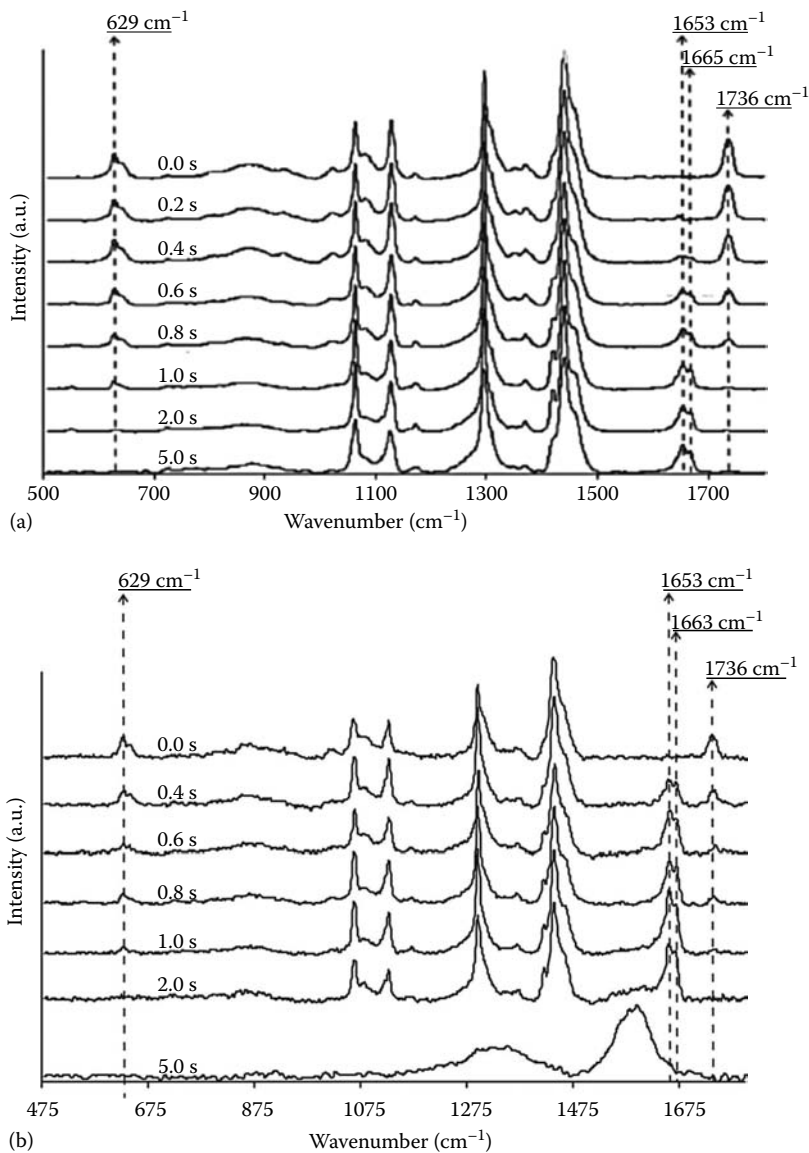 629 cm⁻¹
1653 cm⁻¹
1665 cm⁻¹
1736 cm⁻¹
0.0 s
0.2 s
0.4 s
0.6 s
0.8 s
1.0 s
2.0 s
5.0 s
Intensity (a.u.)
500 700 900 1100 1300 1500 1700
(a) Wavenumber (cm⁻¹)
629 cm⁻¹
1653 cm⁻¹
1663 cm⁻¹
1736 cm⁻¹
0.0 s
0.4 s
0.6 s
0.8 s
1.0 s
2.0 s
5.0 s
Intensity (a.u.)
475 675 875 1075 1275 1475 1675
(b) Wavenumber (cm⁻¹)